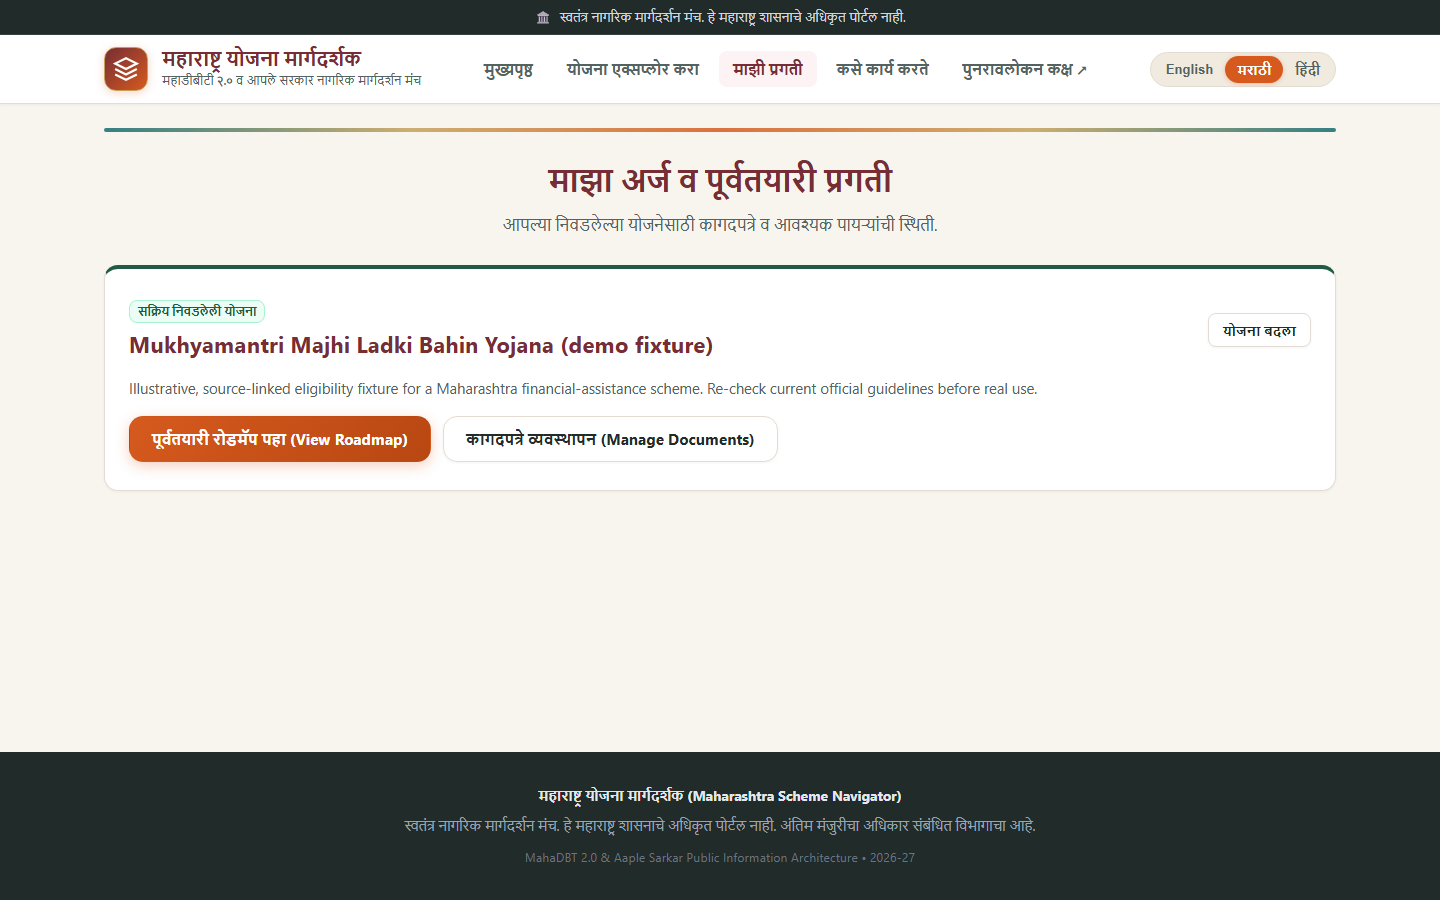 स्वतंत्र नागरिक मार्गदर्शन मंच. हे महाराष्ट्र शासनाचे अधिकृत पोर्टल नाही.
महाराष्ट्र योजना मार्गदर्शक
महाडीबीटी २.० व आपले सरकार नागरिक मार्गदर्शन मंच
मुख्यपृष्ठ
योजना एक्सप्लोर करा
माझी प्रगती
कसे कार्य करते
पुनरावलोकन कक्ष ↗
English
मराठी
हिंदी
माझा अर्ज व पूर्वतयारी प्रगती
आपल्या निवडलेल्या योजनेसाठी कागदपत्रे व आवश्यक पायऱ्यांची स्थिती.
सक्रिय निवडलेली योजना
Mukhyamantri Majhi Ladki Bahin Yojana (demo fixture)
योजना बदला
Illustrative, source-linked eligibility fixture for a Maharashtra financial-assistance scheme. Re-check current official guidelines before real use.
पूर्वतयारी रोडमॅप पहा (View Roadmap)
कागदपत्रे व्यवस्थापन (Manage Documents)
महाराष्ट्र योजना मार्गदर्शक (Maharashtra Scheme Navigator)
स्वतंत्र नागरिक मार्गदर्शन मंच. हे महाराष्ट्र शासनाचे अधिकृत पोर्टल नाही. अंतिम मंजुरीचा अधिकार संबंधित विभागाचा आहे.
MahaDBT 2.0 & Aaple Sarkar Public Information Architecture • 2026-27